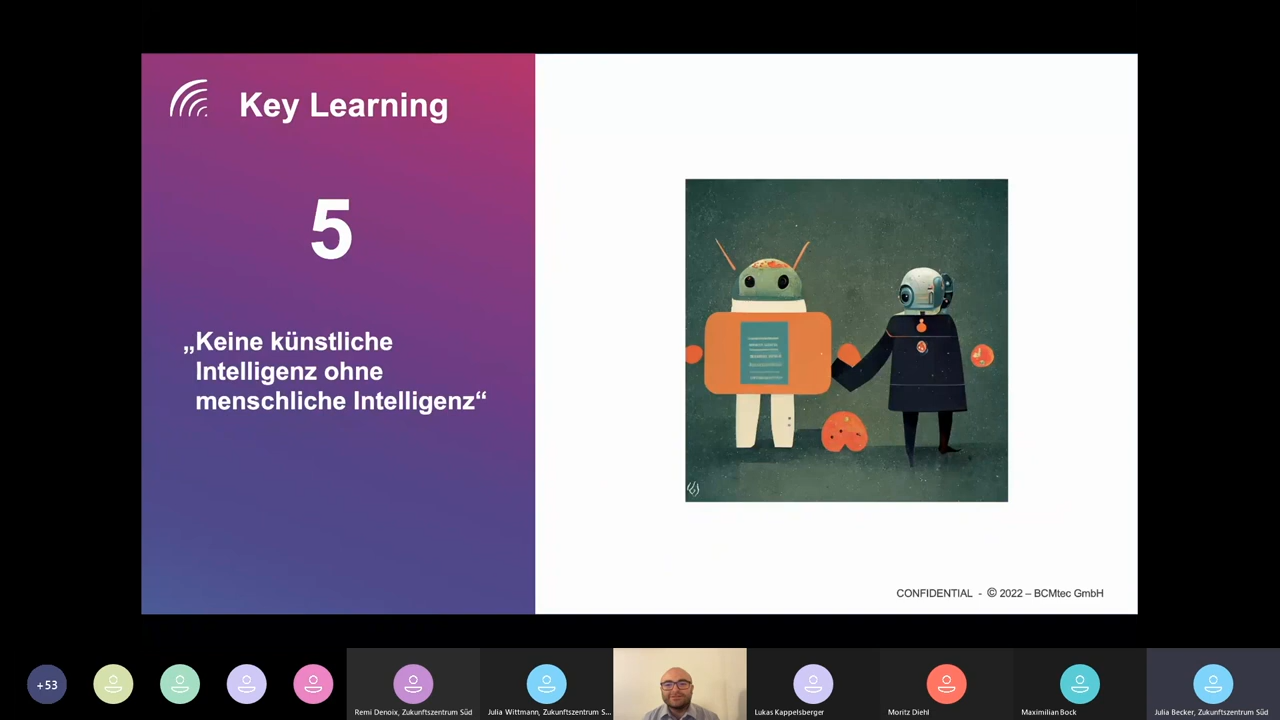 Key Learning
5
„Keine künstliche
Intelligenz ohne
menschliche Intelligenz“
CONFIDENTIAL - © 2022 – BCMtec GmbH
+53
Remi Denoix, Zukunftszentrum Süd
Julia Wittmann, Zukunftszentrum S...
Lukas Kappelsberger
Moritz Diehl
Maximilian Bock
Julia Becker, Zukunftszentrum Süd